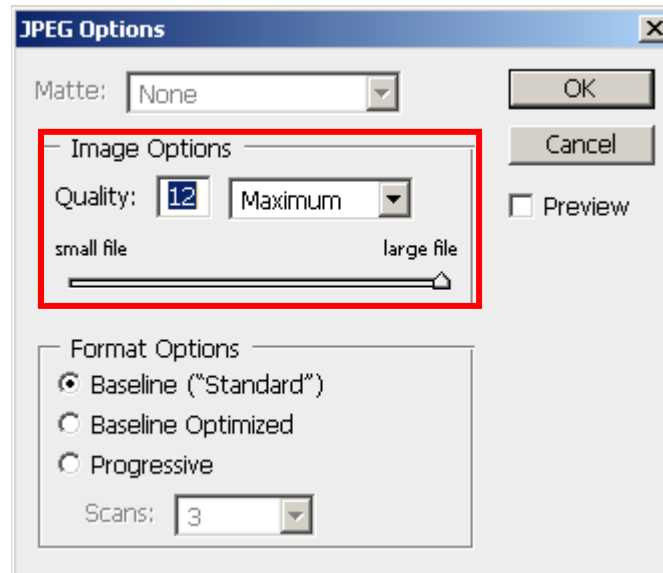 JPEG Options
Matte: None
OK
Image Options
Cancel
Quality: 12 Maximum
Preview
small file large file
Format Options
Baseline ("Standard")
Baseline Optimized
Progressive
Scans: 3